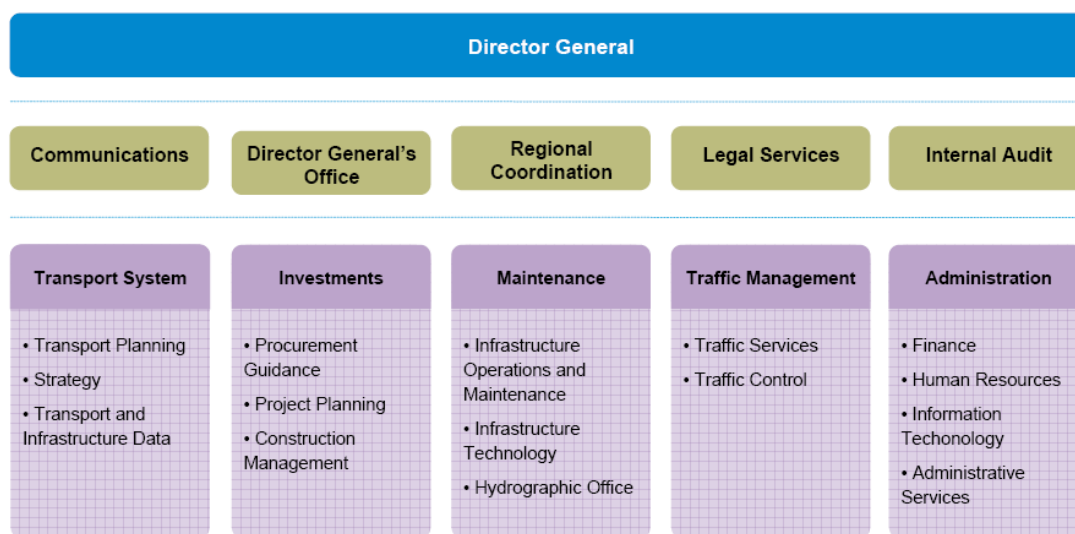 Director General
Communications
Director General's
Office
Regional
Coordination
Legal Services
Internal Audit
Transport System
• Transport Planning
• Strategy
• Transport and
Infrastructure Data
Investments
• Procurement
Guidance
• Project Planning
• Construction
Management
Maintenance
• Infrastructure
Operations and
Maintenance
• Infrastructure
Technology
• Hydrographic Office
Traffic Management
• Traffic Services
• Traffic Control
Administration
• Finance
• Human Resources
• Information
Techonology
• Administrative
Services